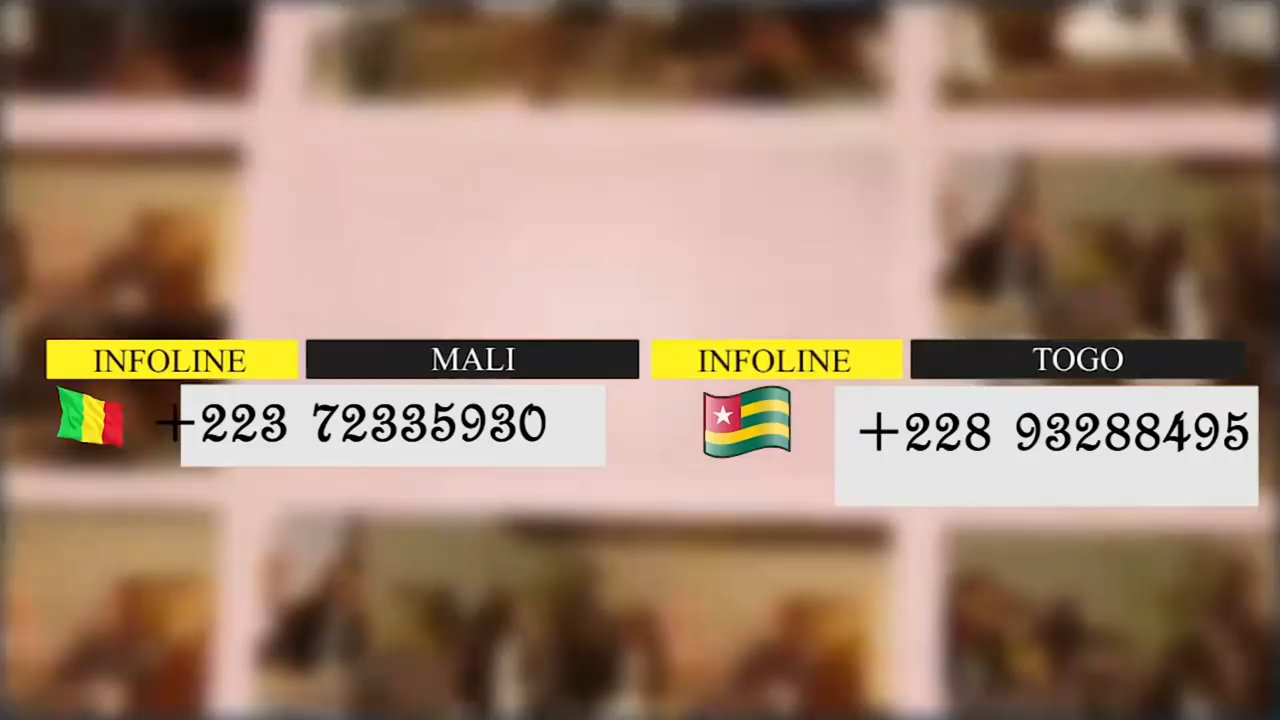 INFOLINE MALI
+223 72335930
INFOLINE TOGO
+228 93288495